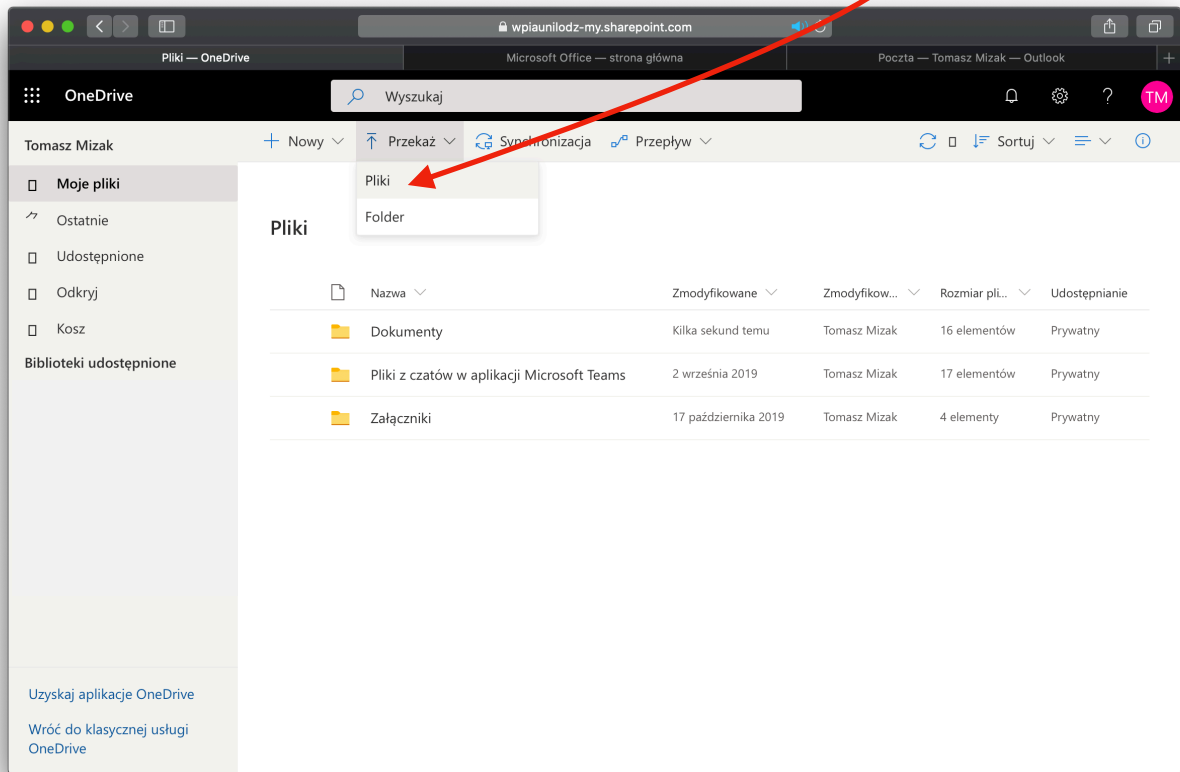 wpiaunilodz-my.sharepoint.com
Pliki — OneDrive
Microsoft Office — strona główna
Poczta — Tomasz Mizak — Outlook
OneDrive
Wyszukaj
?
TM
Tomasz Mizak
Nowy
Przekaż
Synchronizacja
Przepływ
Sortuj
Moje pliki
Ostatnie
Udostępnione
Odkryj
Kosz
Biblioteki udostępnione
Pliki
Folder
Pliki
Nazwa Zmodyfikowane Zmodyfikow... Rozmiar pli... Udostępnianie
Dokumenty Kilka sekund temu Tomasz Mizak 16 elementów Prywatny
Pliki z czatów w aplikacji Microsoft Teams 2 września 2019 Tomasz Mizak 17 elementów Prywatny
Załączniki 17 października 2019 Tomasz Mizak 4 elementy Prywatny
Uzyskaj aplikacje OneDrive
Wróć do klasycznej usługi
OneDrive